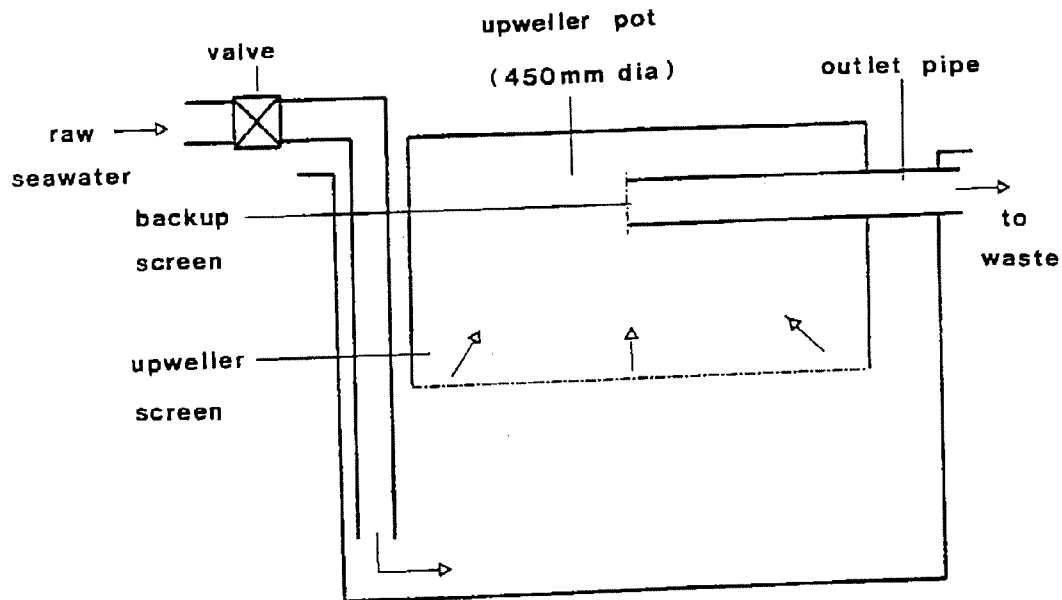 upweller pot
(450mm dia)
valve
outlet pipe
raw
seawater
backup
screen
to
waste
upweller
screen